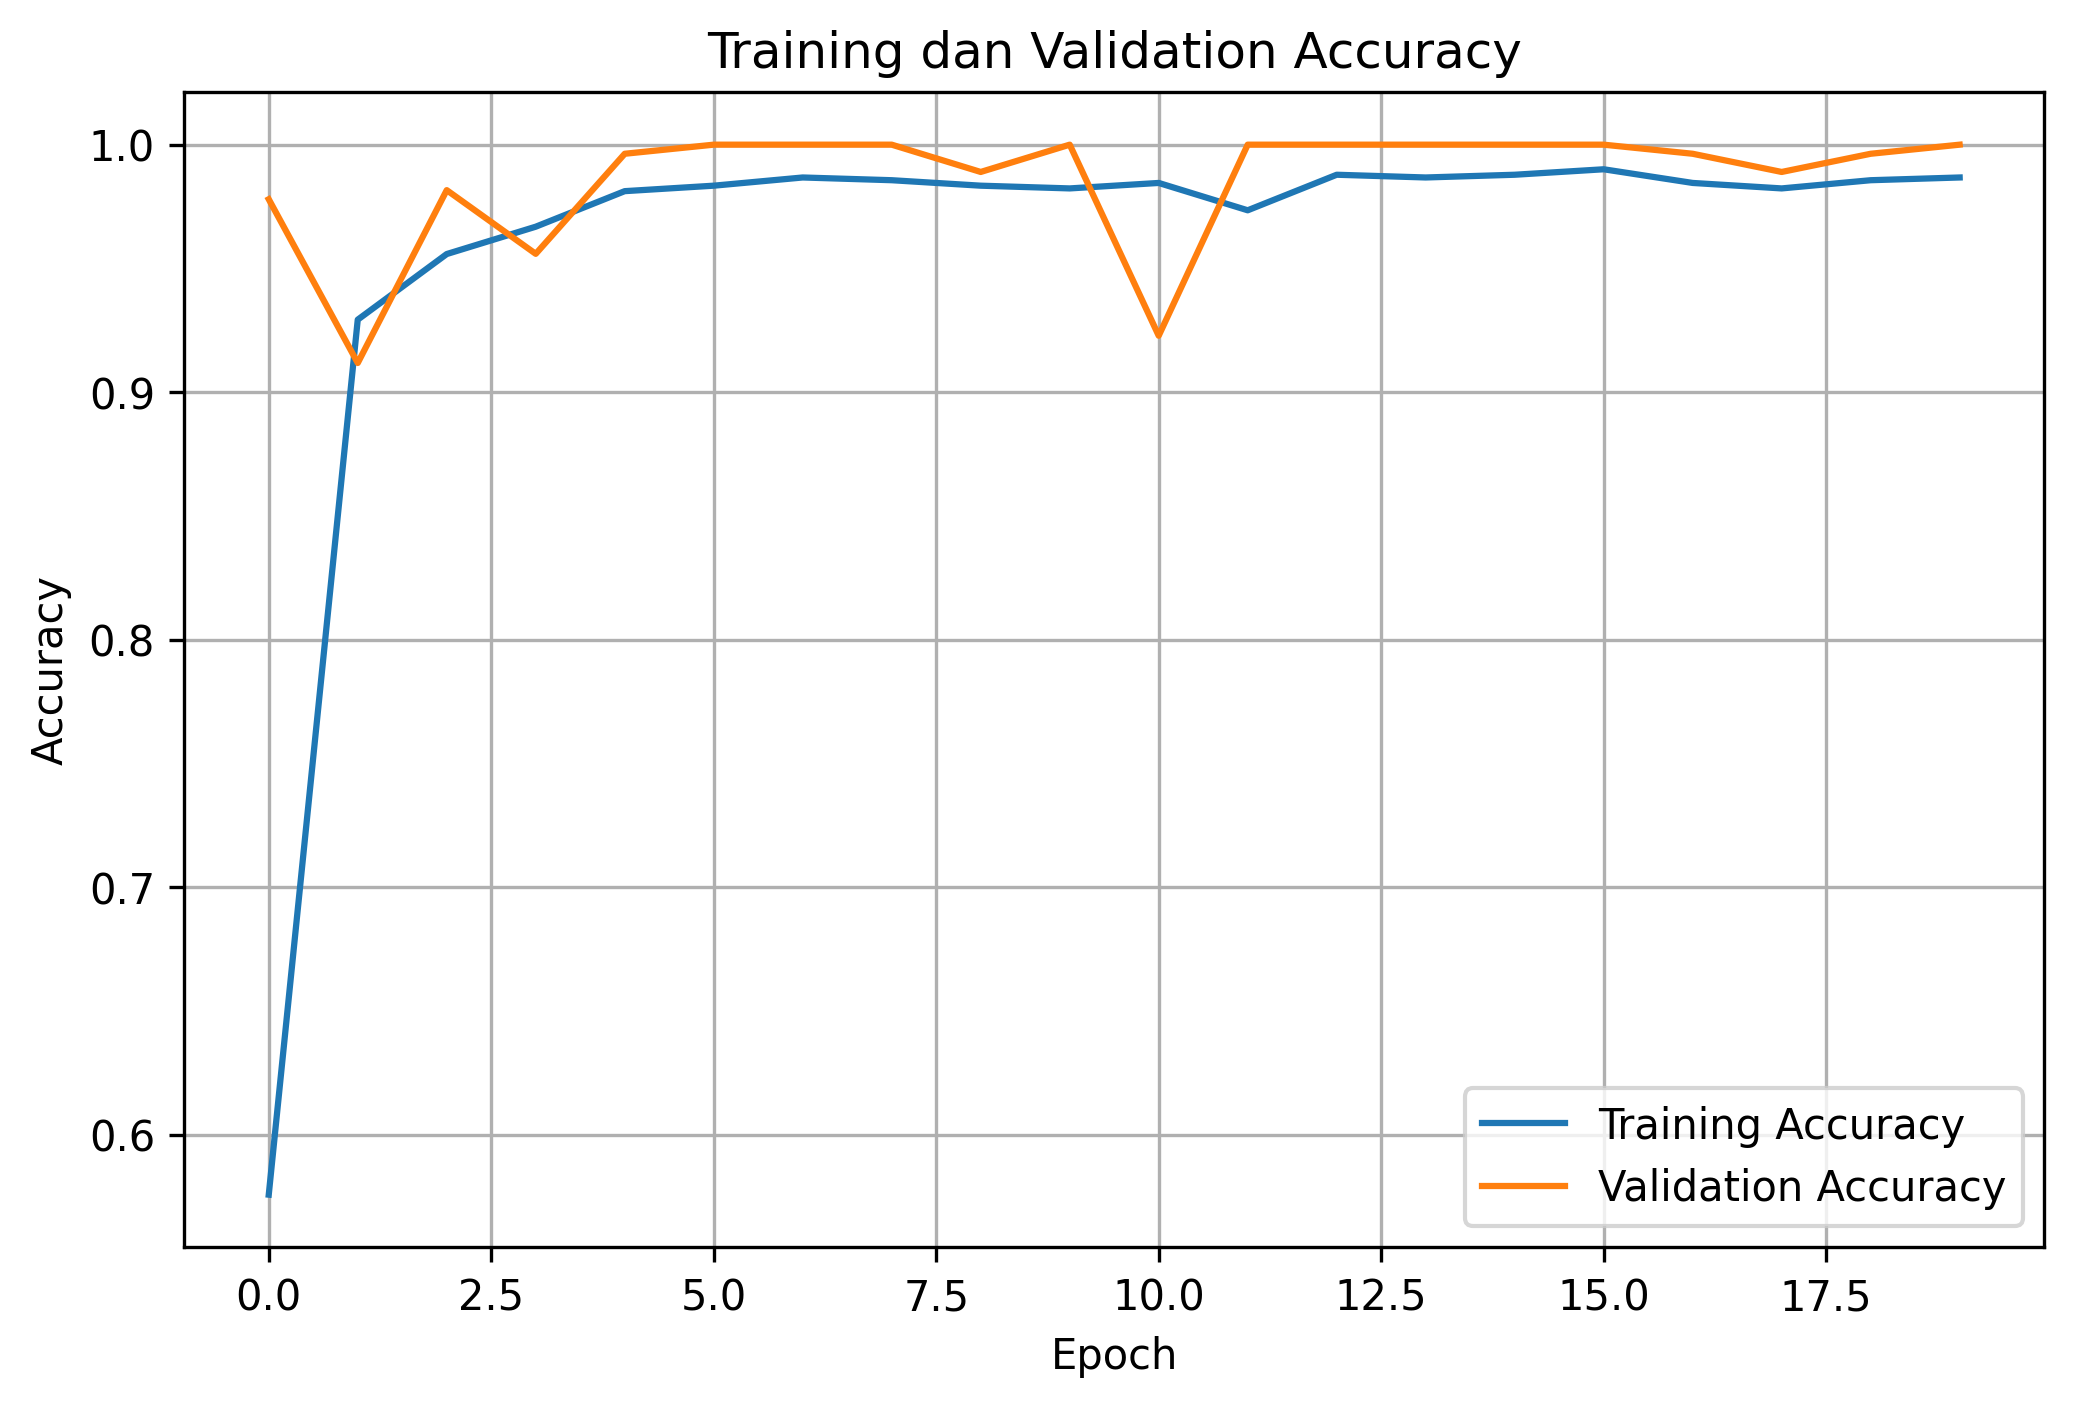 Training dan Validation Accuracy
1.0
0.9
0.8
0.7
0.6
Accuracy
0.0 2.5 5.0 7.5 10.0 12.5 15.0 17.5
Epoch
Training Accuracy
Validation Accuracy